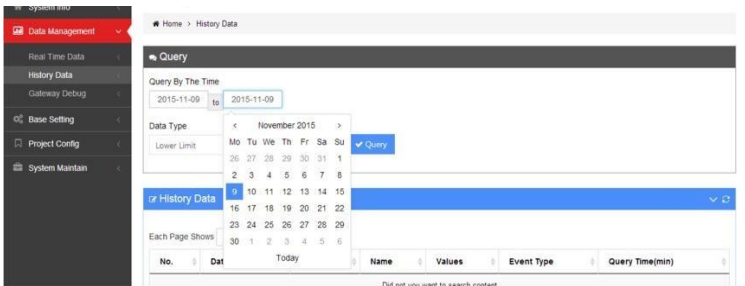 System Info
Data Management
Real Time Data
History Data
Gateway Debug
Base Setting
Project Config
System Maintain
Home > History Data
Query
Query By The Time
2015-11-09 to 2015-11-09
Data Type
Lower Limit
Query
‹ November 2015 ›
Mo Tu We Th Fr Sa Su
26 27 28 29 30 31 1
2 3 4 5 6 7 8
9 10 11 12 13 14 15
16 17 18 19 20 21 22
23 24 25 26 27 28 29
30 1 2 3 4 5 6
Today
History Data
Each Page Shows
No. Dat Name Values Event Type Query Time(min)
Did not you want to search content